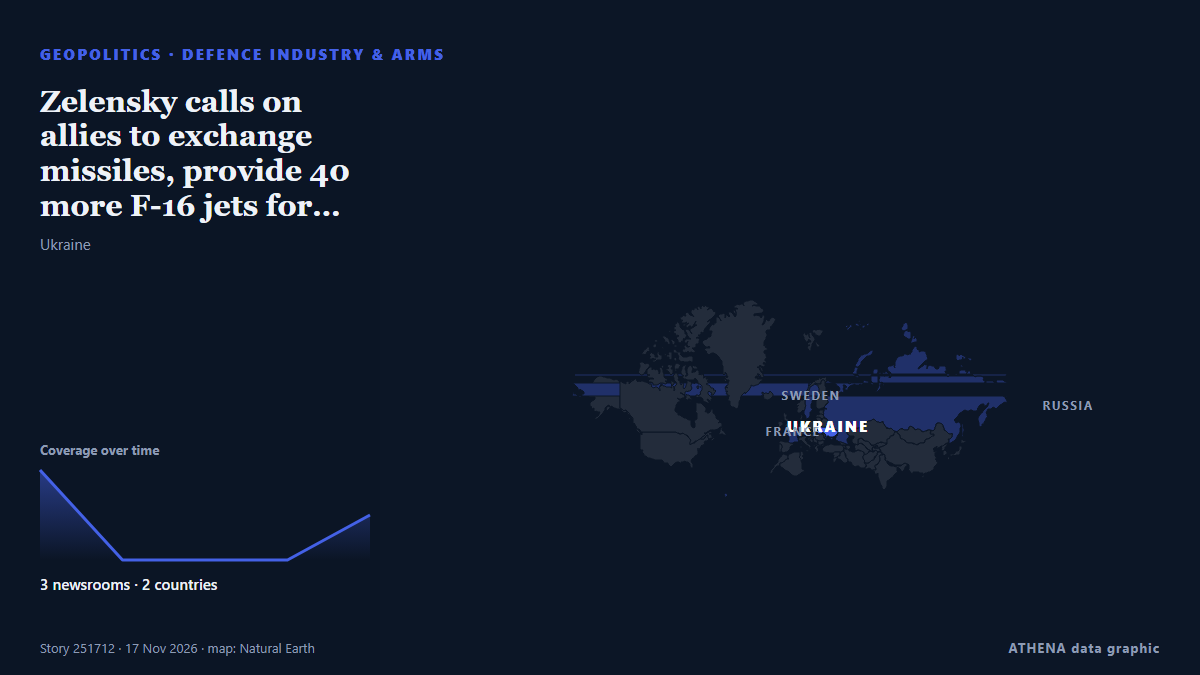 GEOPOLITICS · DEFENCE INDUSTRY & ARMS
Zelensky calls on
allies to exchange
missiles, provide 40
more F-16 jets for...
Ukraine
SWEDEN
RUSSIA
UKRAINE
FRANCE
Coverage over time
3 newsrooms · 2 countries
Story 251712 · 17 Nov 2026 · map: Natural Earth
ATHENA data graphic